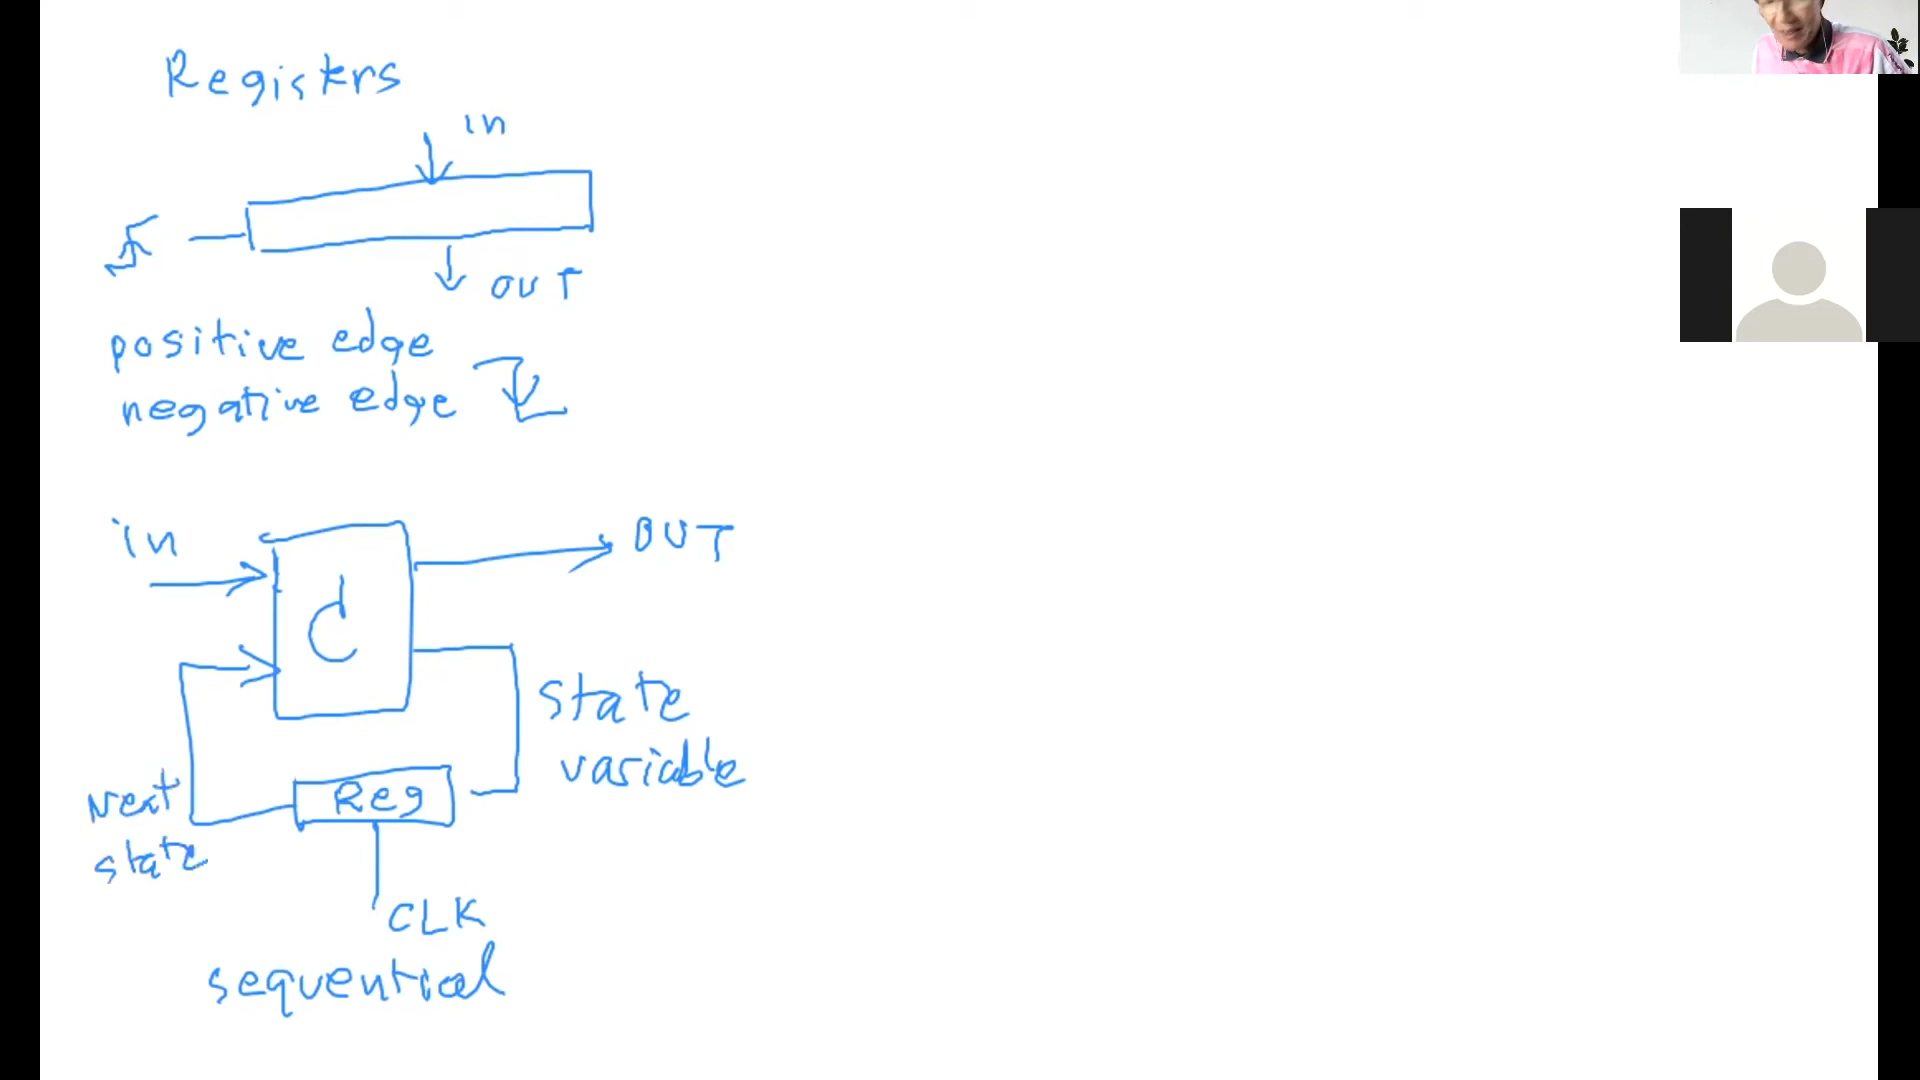 Registers
in
OUT
positive edge
negative edge
in
OUT
C
state
variable
Next
state
Reg
CLK
sequential